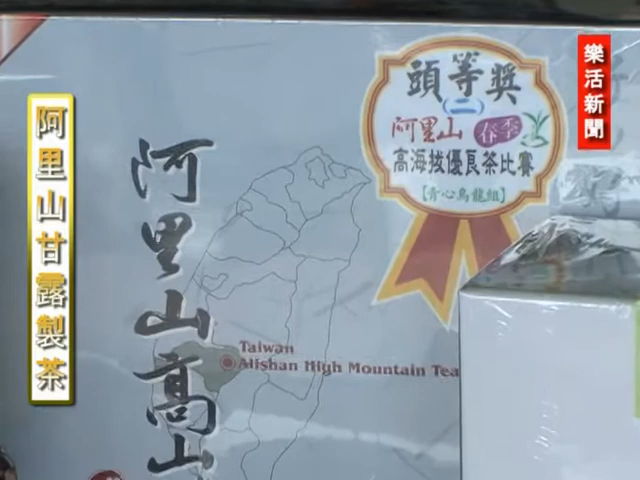 阿里山甘露製茶
樂活新聞
頭等獎
(二)
阿里山 春季
高海拔優良茶比賽
【青心烏龍組】
阿里山高山
Taiwan
Alishan High Mountain Tea